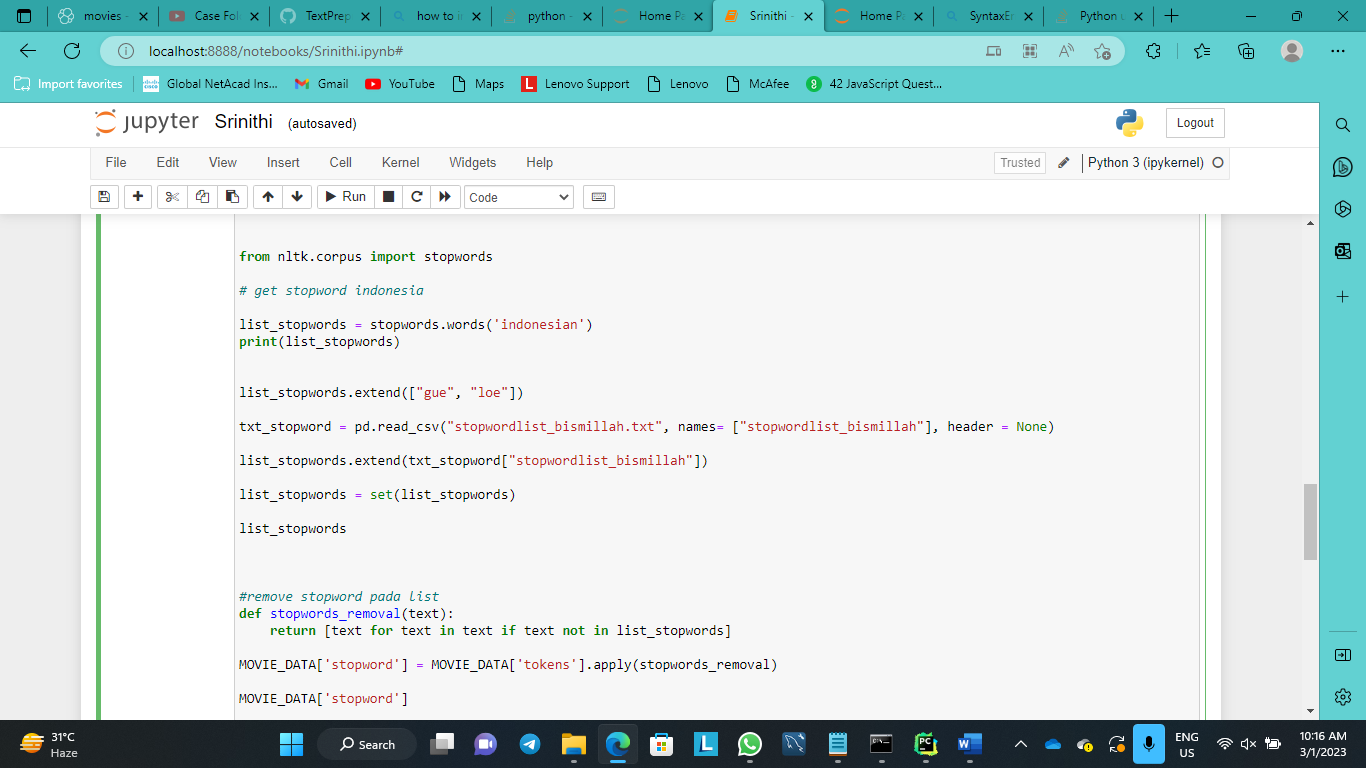 movies -
Case Fol
TextPrep
how to i
python -
Home Pa
Srinithi -
Home Pa
SyntaxEr
Python u
localhost:8888/notebooks/Srinithi.ipynb#
Import favorites
Global NetAcad Ins...
Gmail
YouTube
Maps
Lenovo Support
Lenovo
McAfee
42 JavaScript Quest...
jupyter Srinithi (autosaved)
Logout
File Edit View Insert Cell Kernel Widgets Help
Trusted
Python 3 (ipykernel)
Run
Code
from nltk.corpus import stopwords
# get stopword indonesia
list_stopwords = stopwords.words('indonesian')
print(list_stopwords)
list_stopwords.extend(["gue", "loe"])
txt_stopword = pd.read_csv("stopwordlist_bismillah.txt", names= ["stopwordlist_bismillah"], header = None)
list_stopwords.extend(txt_stopword["stopwordlist_bismillah"])
list_stopwords = set(list_stopwords)
list_stopwords
#remove stopword pada list
def stopwords_removal(text):
    return [text for text in text if text not in list_stopwords]
MOVIE_DATA['stopword'] = MOVIE_DATA['tokens'].apply(stopwords_removal)
MOVIE_DATA['stopword']
31°C
Haze
Search
ENG
US
10:16 AM
3/1/2023